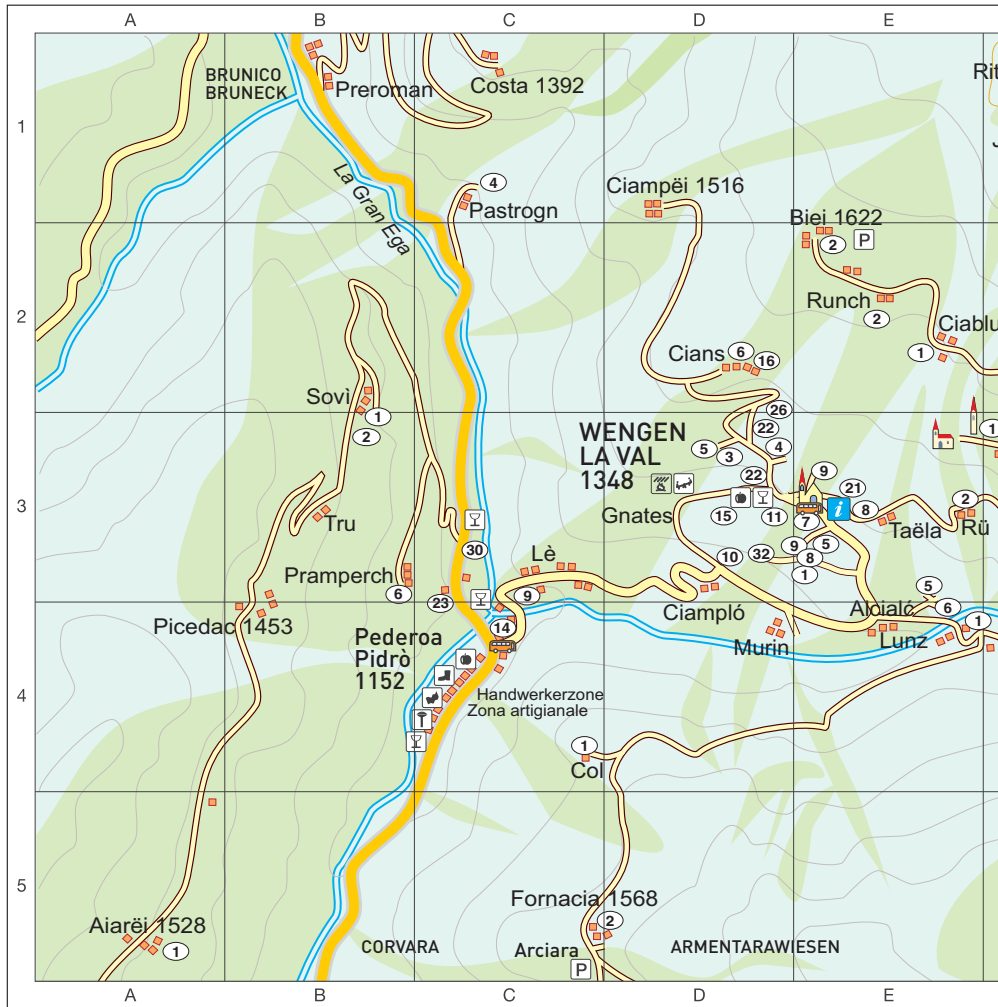 A B C D E
1
2
3
4
5
BRUNICO
BRUNECK
Preroman
Costa 1392
Rit
J
La Gran Ega
4
Pastrogn
Ciampëi 1516
Biei 1622
2
P
Runch
2
Ciablu
1
Cians
6
16
Sovì
1
2
26
22
WENGEN
LA VAL
1348
5
3
4
22
9
21
1
Gnates
15
11
7
i
8
Taëla
2
Rü
Tru
30
Lè
10
32
9
5
8
1
Pramperch
6
23
9
Ciampló
Alcialc
5
6
Picedac 1453
14
Murin
Lunz
1
Pederoa
Pidrò
1152
Handwerkerzone
Zona artigianale
1
Col
Fornacia 1568
2
Aiarëi 1528
1
CORVARA
Arciara
P
ARMENTARAWIESEN
A B C D E